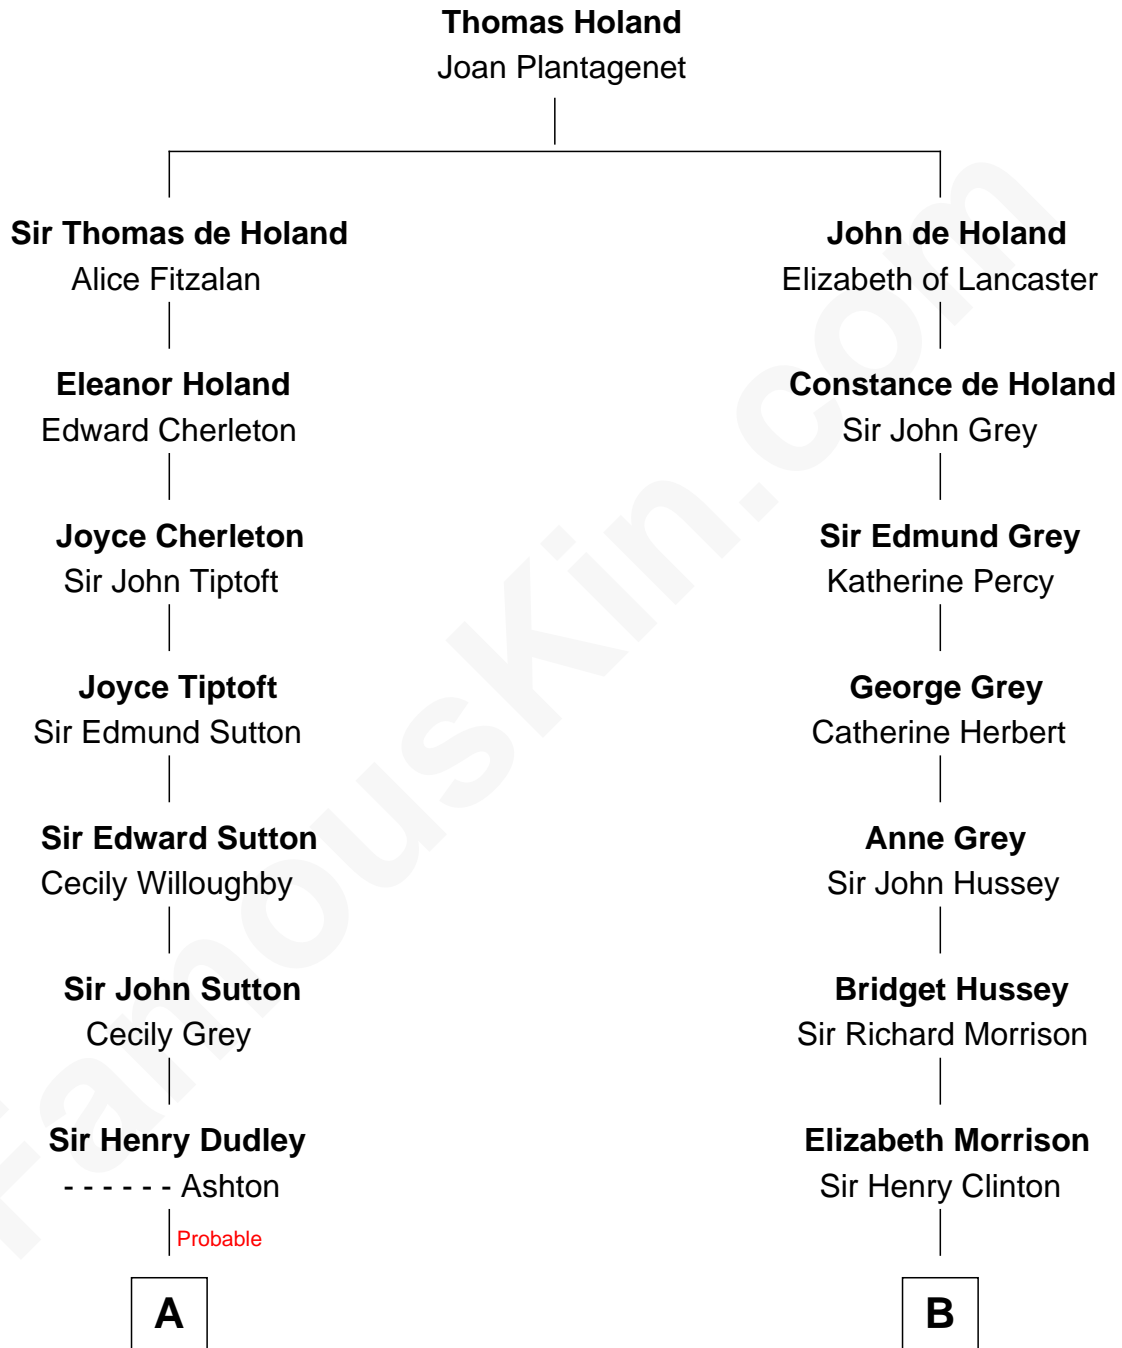 Thomas Holand
Joan Plantagenet
Sir Thomas de Holand
Alice Fitzalan
John de Holand
Elizabeth of Lancaster
Eleanor Holand
Edward Cherleton
Constance de Holand
Sir John Grey
Joyce Cherleton
Sir John Tiptoft
Sir Edmund Grey
Katherine Percy
Joyce Tiptoft
Sir Edmund Sutton
George Grey
Catherine Herbert
Sir Edward Sutton
Cecily Willoughby
Anne Grey
Sir John Hussey
Sir John Sutton
Cecily Grey
Bridget Hussey
Sir Richard Morrison
Sir Henry Dudley
- - - - - - Ashton
Elizabeth Morrison
Sir Henry Clinton
Probable
A
B
FamousKin.com